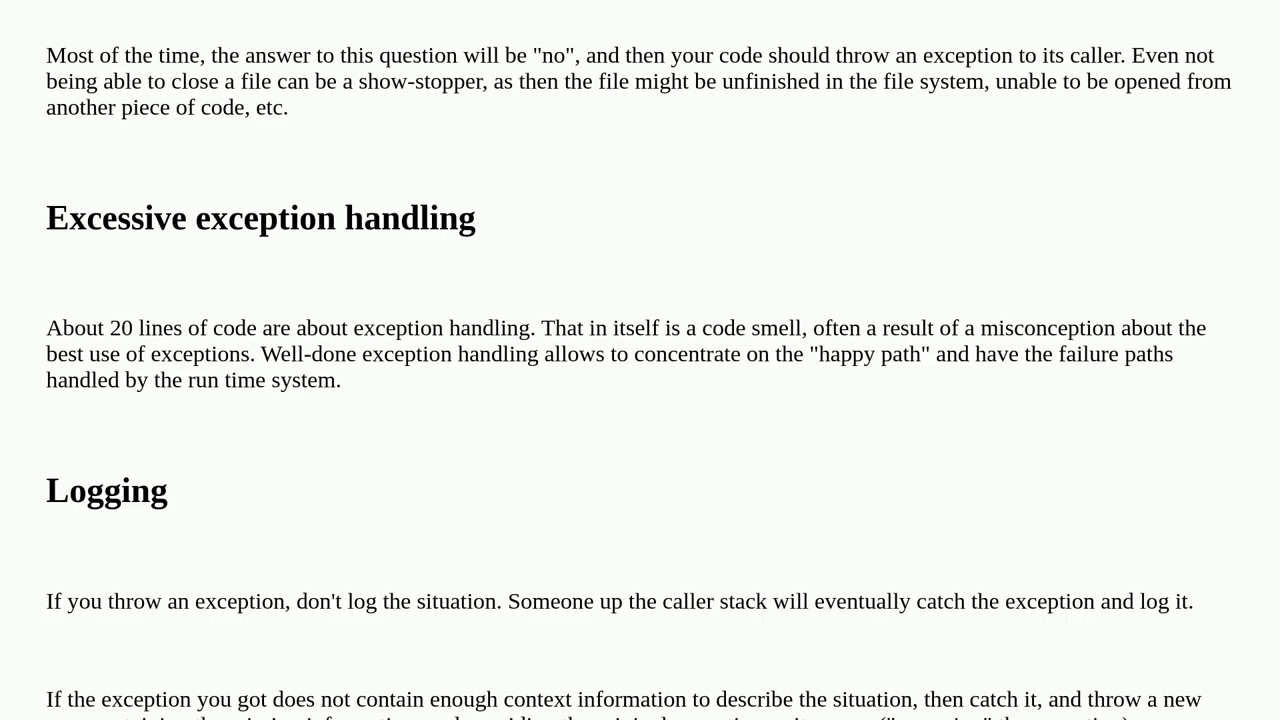 Most of the time, the answer to this question will be "no", and then your code should throw an exception to its caller. Even not
being able to close a file can be a show-stopper, as then the file might be unfinished in the file system, unable to be opened from
another piece of code, etc.
Excessive exception handling
About 20 lines of code are about exception handling. That in itself is a code smell, often a result of a misconception about the
best use of exceptions. Well-done exception handling allows to concentrate on the "happy path" and have the failure paths
handled by the run time system.
Logging
If you throw an exception, don't log the situation. Someone up the caller stack will eventually catch the exception and log it.
If the exception you got does not contain enough context information to describe the situation, then catch it, and throw a new